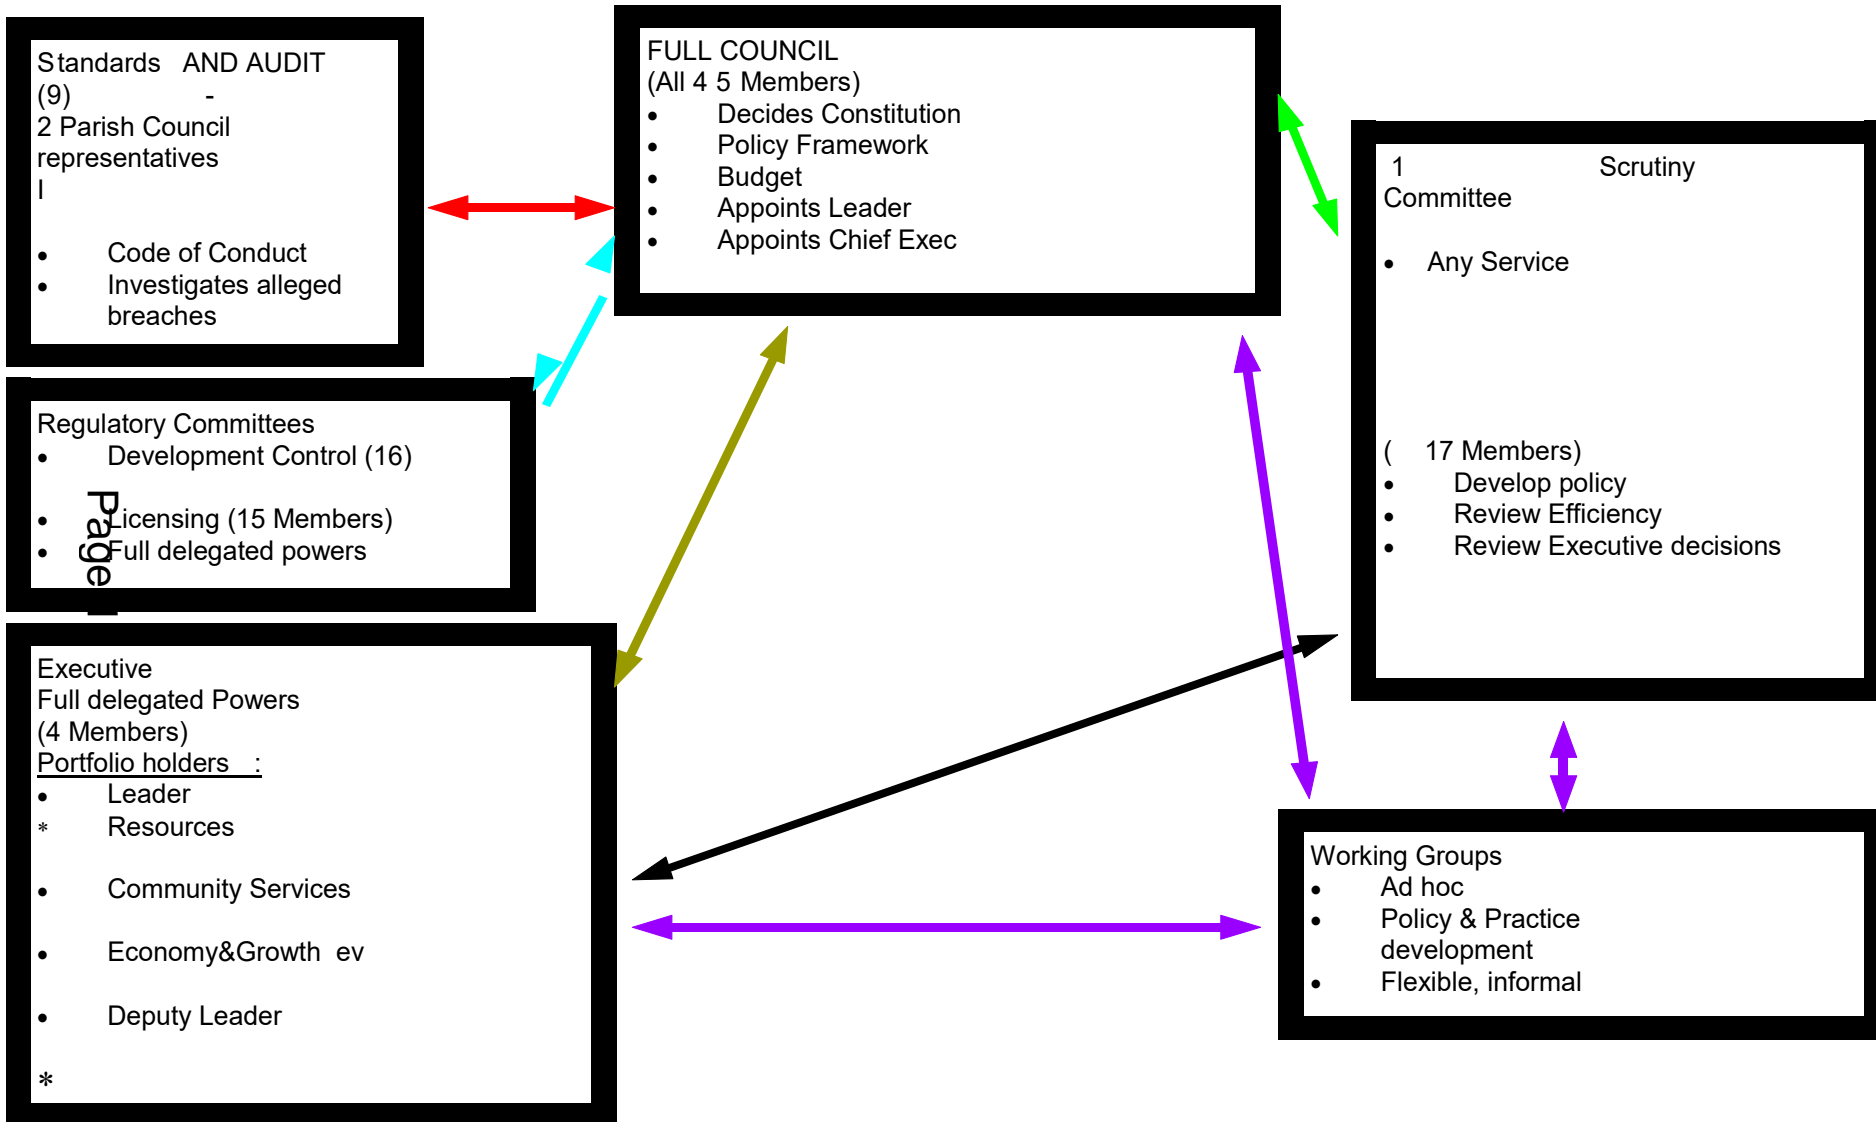 Standards AND AUDIT
(9) -
2 Parish Council
representatives
I
• Code of Conduct
• Investigates alleged
breaches
FULL COUNCIL
(All 4 5 Members)
• Decides Constitution
• Policy Framework
• Budget
• Appoints Leader
• Appoints Chief Exec
1 Scrutiny
Committee
• Any Service
( 17 Members)
• Develop policy
• Review Efficiency
• Review Executive decisions
Regulatory Committees
• Development Control (16)
• Licensing (15 Members)
• Full delegated powers
Page
Executive
Full delegated Powers
(4 Members)
Portfolio holders :
• Leader
* Resources
• Community Services
• Economy&Growth ev
• Deputy Leader
*
Working Groups
• Ad hoc
• Policy & Practice
development
• Flexible, informal